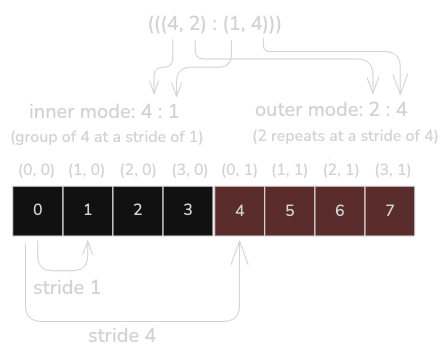 (((4, 2) : (1, 4)))
inner mode: 4 : 1
(group of 4 at a stride of 1)
outer mode: 2 : 4
(2 repeats at a stride of 4)
(0, 0) (1, 0) (2, 0) (3, 0) (0, 1) (1, 1) (2, 1) (3, 1)
0 1 2 3 4 5 6 7
stride 1
stride 4